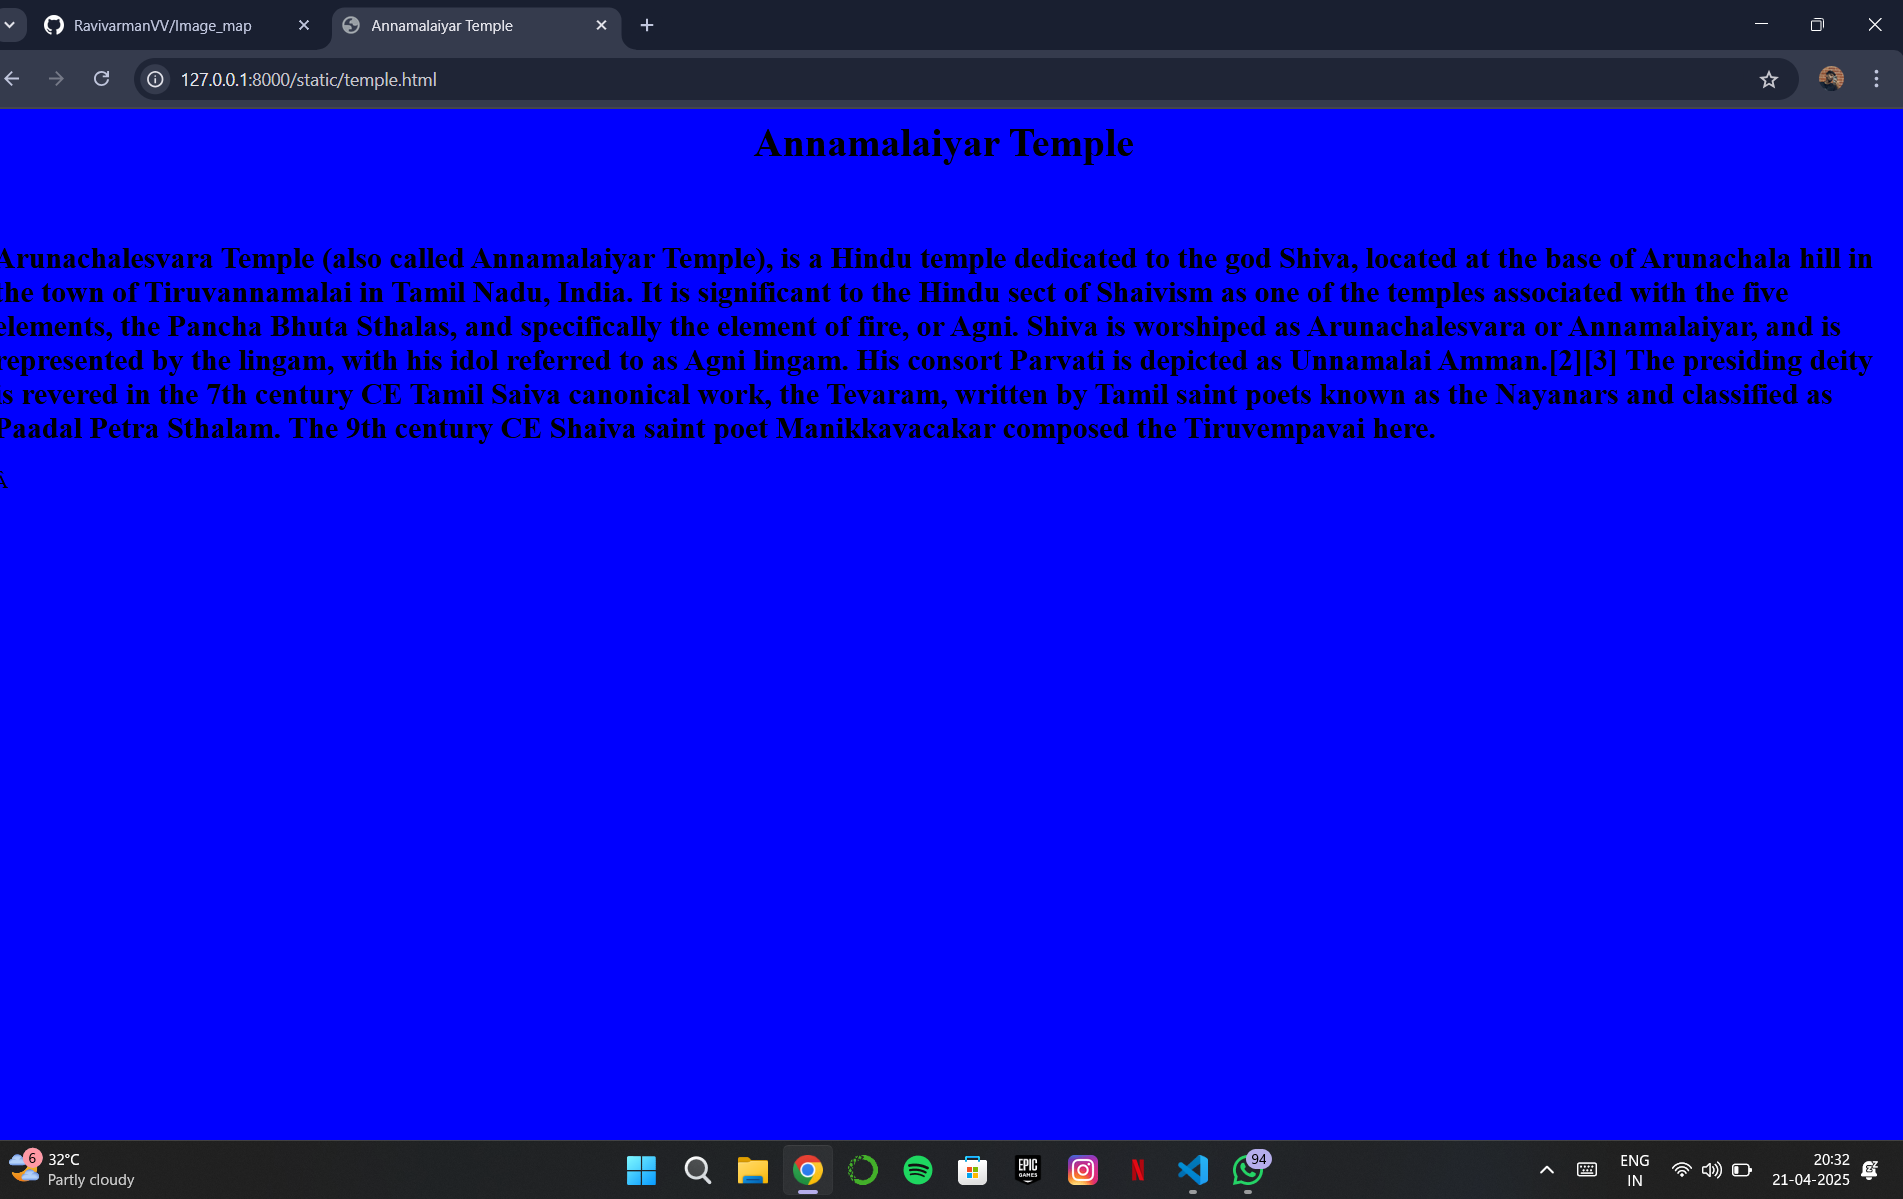 RavivarmanVV/Image_map
Annamalaiyar Temple
127.0.0.1:8000/static/temple.html
Annamalaiyar Temple
Arunachalesvara Temple (also called Annamalaiyar Temple), is a Hindu temple dedicated to the god Shiva, located at the base of Arunachala hill in
the town of Tiruvannamalai in Tamil Nadu, India. It is significant to the Hindu sect of Shaivism as one of the temples associated with the five
elements, the Pancha Bhuta Sthalas, and specifically the element of fire, or Agni. Shiva is worshiped as Arunachalesvara or Annamalaiyar, and is
represented by the lingam, with his idol referred to as Agni lingam. His consort Parvati is depicted as Unnamalai Amman.[2][3] The presiding deity
is revered in the 7th century CE Tamil Saiva canonical work, the Tevaram, written by Tamil saint poets known as the Nayanars and classified as
Paadal Petra Sthalam. The 9th century CE Shaiva saint poet Manikkavacakar composed the Tiruvempavai here.
6
32°C
Partly cloudy
EPIC
GAMES
N
94
ENG
IN
20:32
21-04-2025